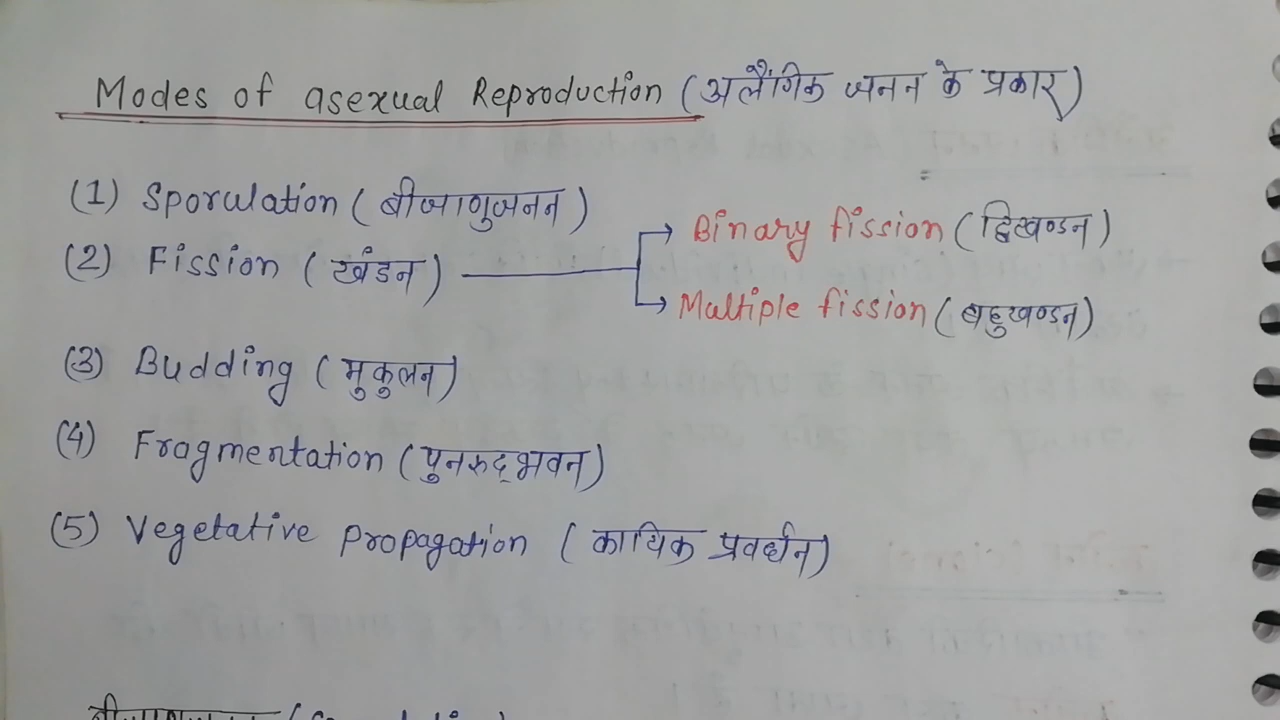 Modes of asexual Reproduction (अलैंगिक जनन के प्रकार)
(1) Sporulation (बीजाणुजनन)
(2) Fission (खंडन)
Binary fission (द्विखण्डन)
Multiple fission (बहुखण्डन)
(3) Budding (मुकुलन)
(4) Fragmentation (पुनरुद्भवन)
(5) Vegetative propagation (कायिक प्रवर्धन)